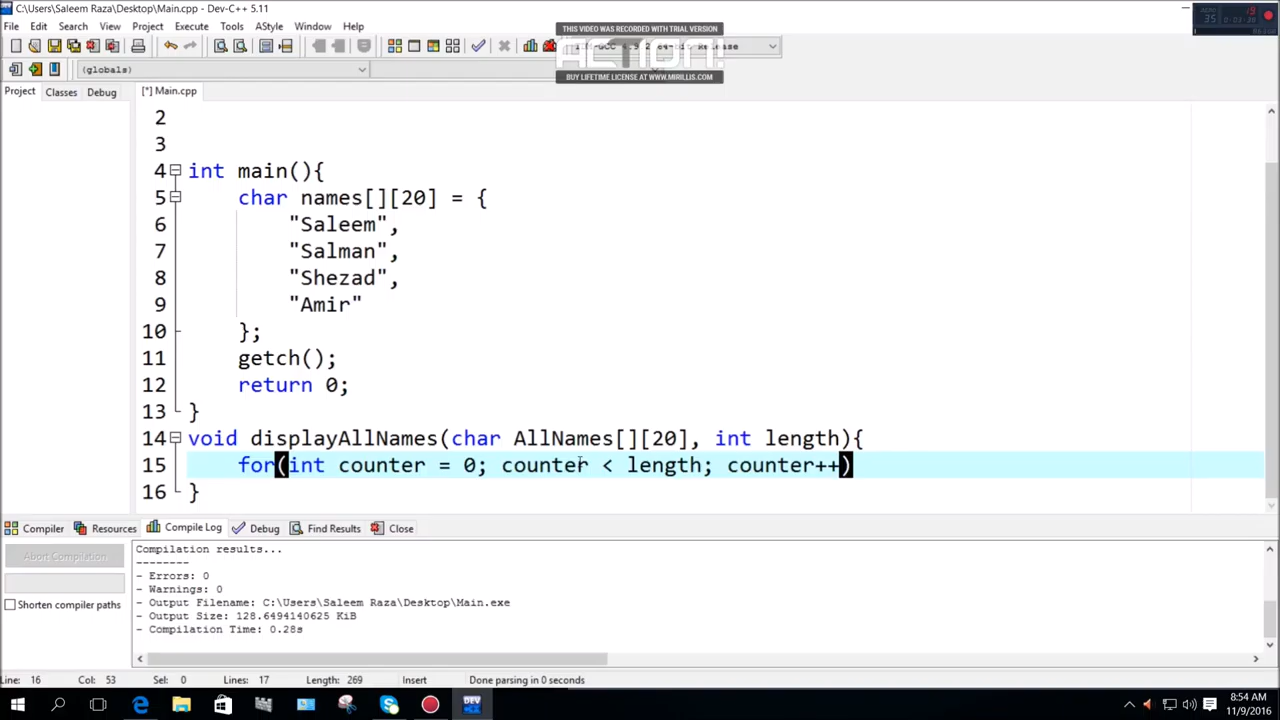 C:\Users\Saleem Raza\Desktop\Main.cpp - Dev-C++ 5.11
File Edit Search View Project Execute Tools AStyle Window Help
THIS VIDEO WAS RECORDED WITH TRIAL VERSION
ACTION!
BUY LIFETIME LICENSE AT WWW.MIRILLIS.COM
64-bit Release
35
(globals)
Project Classes Debug [*] Main.cpp
2
3
4 int main(){
5 char names[][20] = {
6 "Saleem",
7 "Salman",
8 "Shezad",
9 "Amir"
10 };
11 getch();
12 return 0;
13 }
14 void displayAllNames(char AllNames[][20], int length){
15 for(int counter = 0; counter < length; counter++)
16 }
Compiler Resources Compile Log Debug Find Results Close
Abort Compilation
Shorten compiler paths
Compilation results...
--------
- Errors: 0
- Warnings: 0
- Output Filename: C:\Users\Saleem Raza\Desktop\Main.exe
- Output Size: 128.6494140625 KiB
- Compilation Time: 0.28s
Line: 16 Col: 53 Sel: 0 Lines: 17 Length: 269 Insert Done parsing in 0 seconds
DEV
8:54 AM
11/9/2016